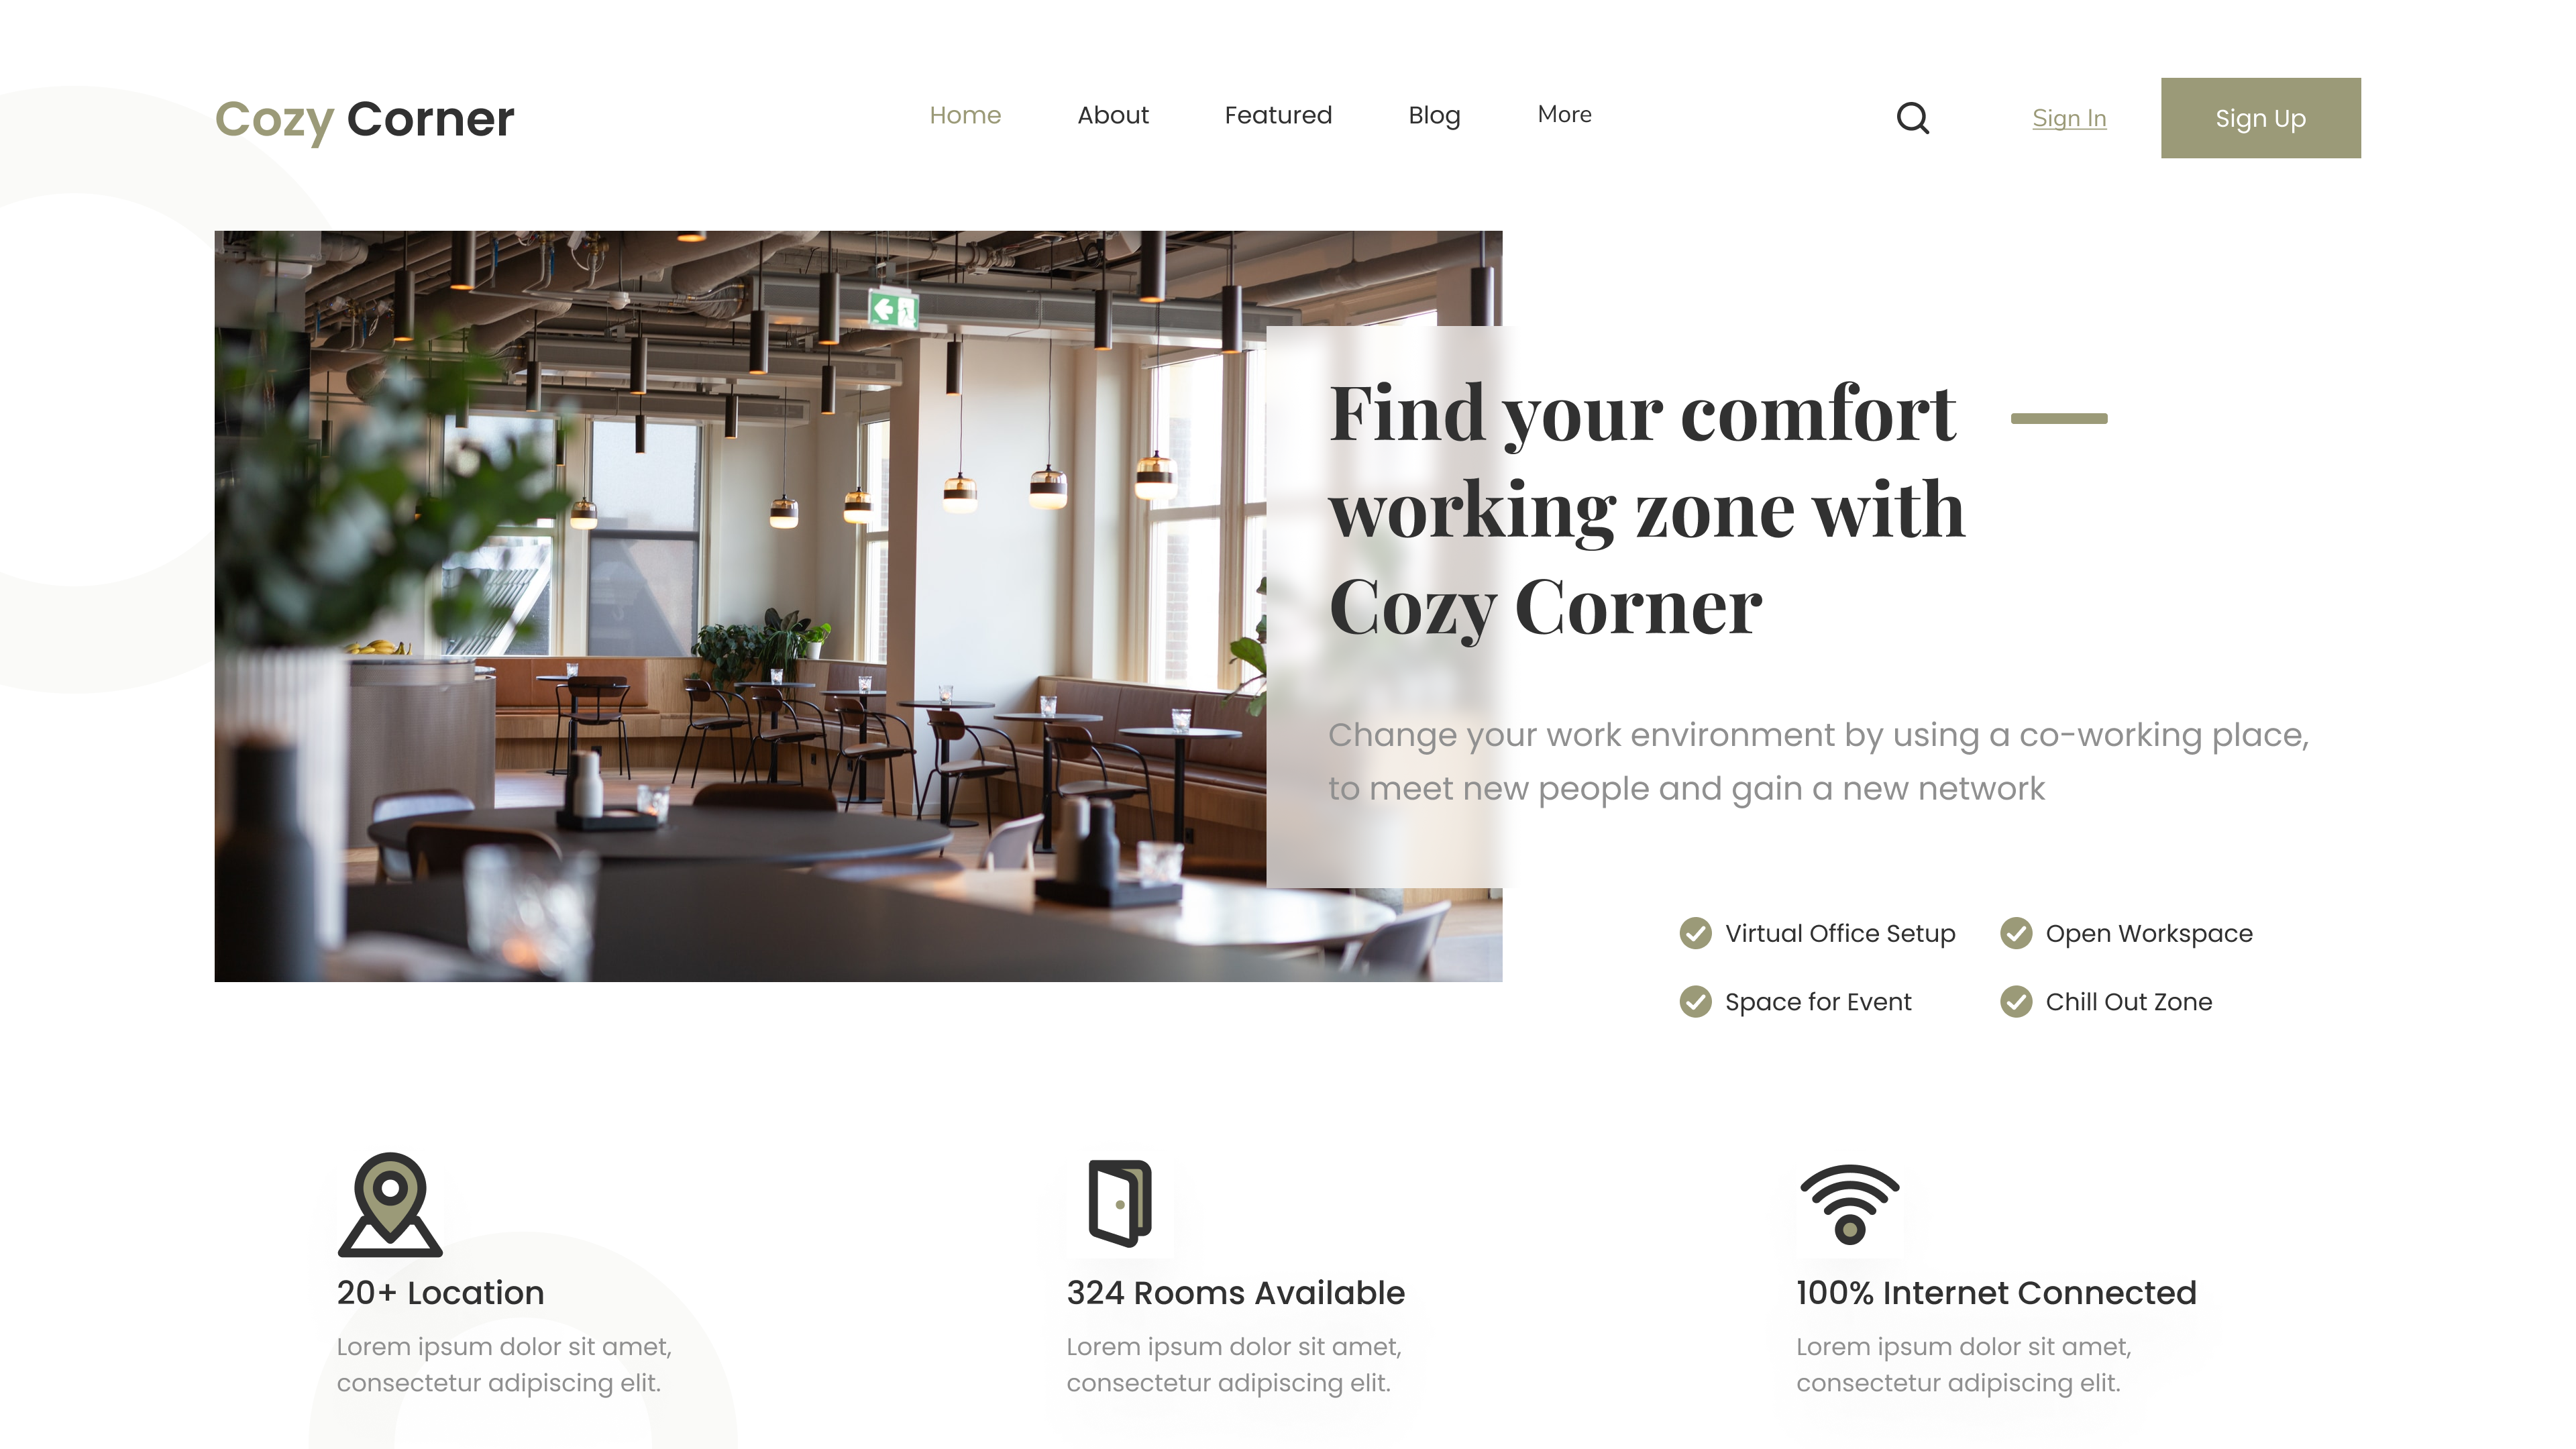 Cozy Corner
Home
About
Featured
Blog
More
Sign In
Sign Up
Find your comfort
working zone with
Cozy Corner
Change your work environment by using a co-working place,
to meet new people and gain a new network
Virtual Office Setup
Open Workspace
Space for Event
Chill Out Zone
20+ Location
Lorem ipsum dolor sit amet,
consectetur adipiscing elit.
324 Rooms Available
Lorem ipsum dolor sit amet,
consectetur adipiscing elit.
100% Internet Connected
Lorem ipsum dolor sit amet,
consectetur adipiscing elit.